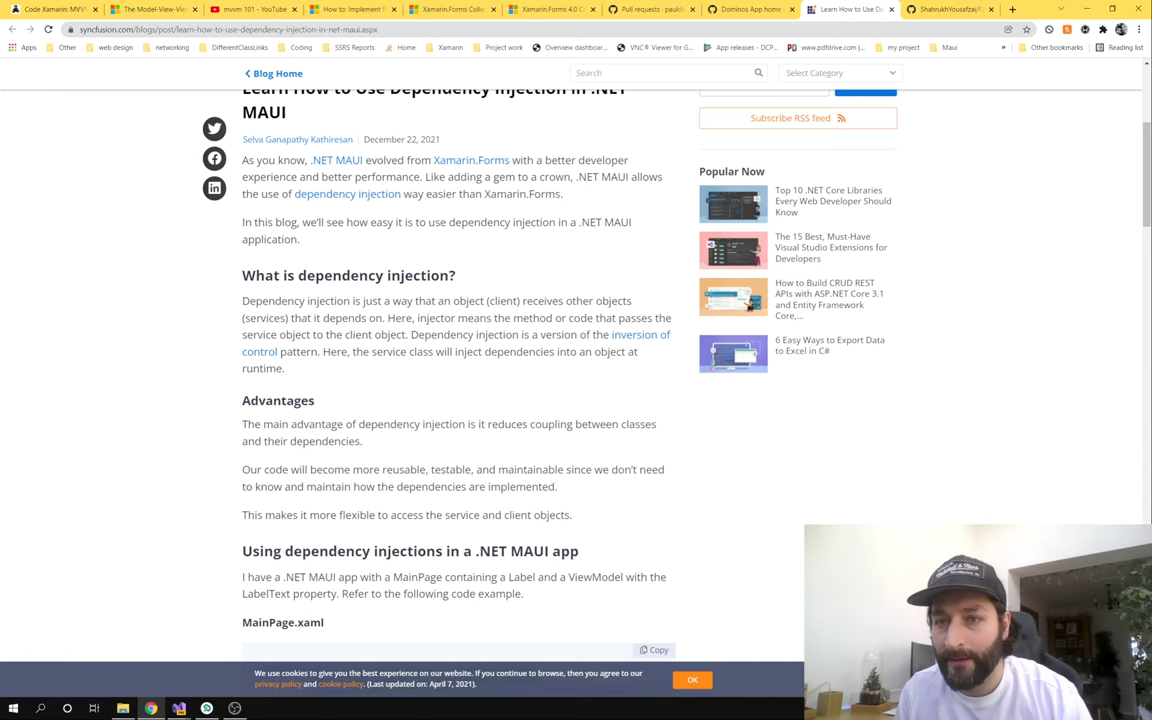 Code Xamarin: MVV
The Model-View-Vie
mvvm 101 - YouTube
How to: Implement P
Xamarin.Forms Colle
Xamarin.Forms 4.0 C
Pull requests · pauld
Dominos App home
Learn How to Use De
ShahrukhYousafzai/F
syncfusion.com/blogs/post/learn-how-to-use-dependency-injection-in-net-maui.aspx
Apps Other web design networking DifferentClassLinks Coding SSRS Reports Home Xamarin Project work Overview dashboar... VNC® Viewer for G... App releases - DCP... www.pdfdrive.com/... my project Maui » Other bookmarks Reading list
Blog Home
Search
Select Category
Learn How to Use Dependency Injection in .NET
MAUI
Selva Ganapathy Kathiresan December 22, 2021
As you know, .NET MAUI evolved from Xamarin.Forms with a better developer
experience and better performance. Like adding a gem to a crown, .NET MAUI allows
the use of dependency injection way easier than Xamarin.Forms.
In this blog, we'll see how easy it is to use dependency injection in a .NET MAUI
application.
What is dependency injection?
Dependency injection is just a way that an object (client) receives other objects
(services) that it depends on. Here, injector means the method or code that passes the
service object to the client object. Dependency injection is a version of the inversion of
control pattern. Here, the service class will inject dependencies into an object at
runtime.
Advantages
The main advantage of dependency injection is it reduces coupling between classes
and their dependencies.
Our code will become more reusable, testable, and maintainable since we don't need
to know and maintain how the dependencies are implemented.
This makes it more flexible to access the service and client objects.
Using dependency injections in a .NET MAUI app
I have a .NET MAUI app with a MainPage containing a Label and a ViewModel with the
LabelText property. Refer to the following code example.
MainPage.xaml
Copy
Subscribe RSS feed
Popular Now
Top 10 .NET Core Libraries
Every Web Developer Should
Know
The 15 Best, Must-Have
Visual Studio Extensions for
Developers
How to Build CRUD REST
APIs with ASP.NET Core 3.1
and Entity Framework
Core,...
6 Easy Ways to Export Data
to Excel in C#
We use cookies to give you the best experience on our website. If you continue to browse, then you agree to our
privacy policy and cookie policy. (Last updated on: April 7, 2021).
OK